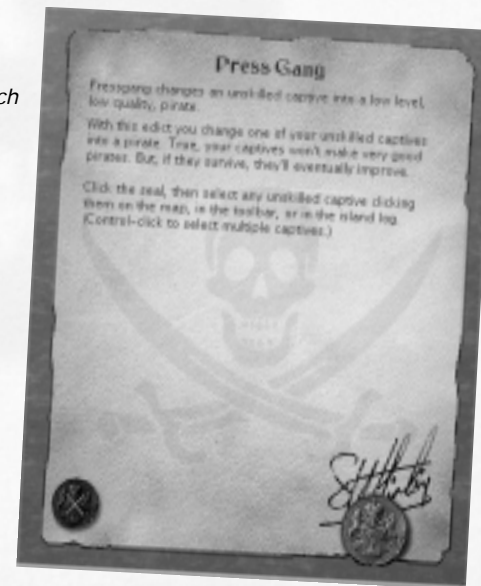 ch
Press Gang
Pressgang changes an unskilled captive into a low level,
low quality, pirate.
With this edict you change one of your unskilled captives
into a pirate. True, your captives won't make very good
pirates. But, if they survive, they'll eventually improve.
Click the seal, then select any unskilled captive clicking
them on the map, in the toolbar, or in the island log.
(Control-click to select multiple captives.)